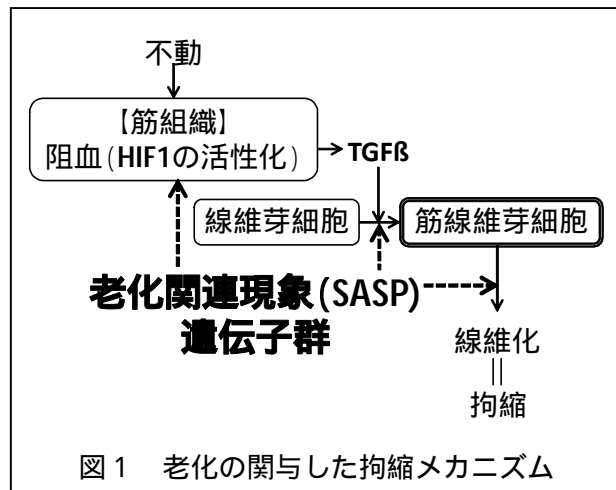 不動
【筋組織】
阻血(HIF1の活性化)
TGFß
線維芽細胞
筋線維芽細胞
老化関連現象(SASP)
遺伝子群
線維化
||
拘縮
図1 老化の関与した拘縮メカニズム